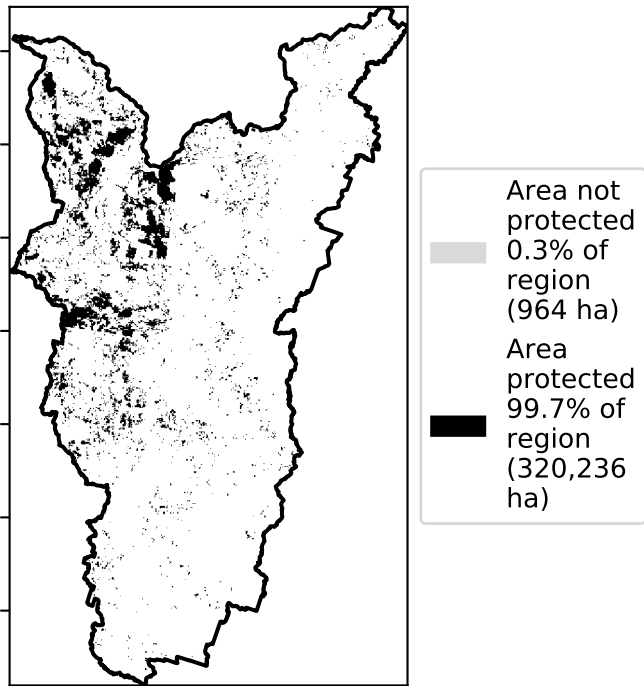 Area not
protected
0.3% of
region
(964 ha)
Area
protected
99.7% of
region
(320,236
ha)